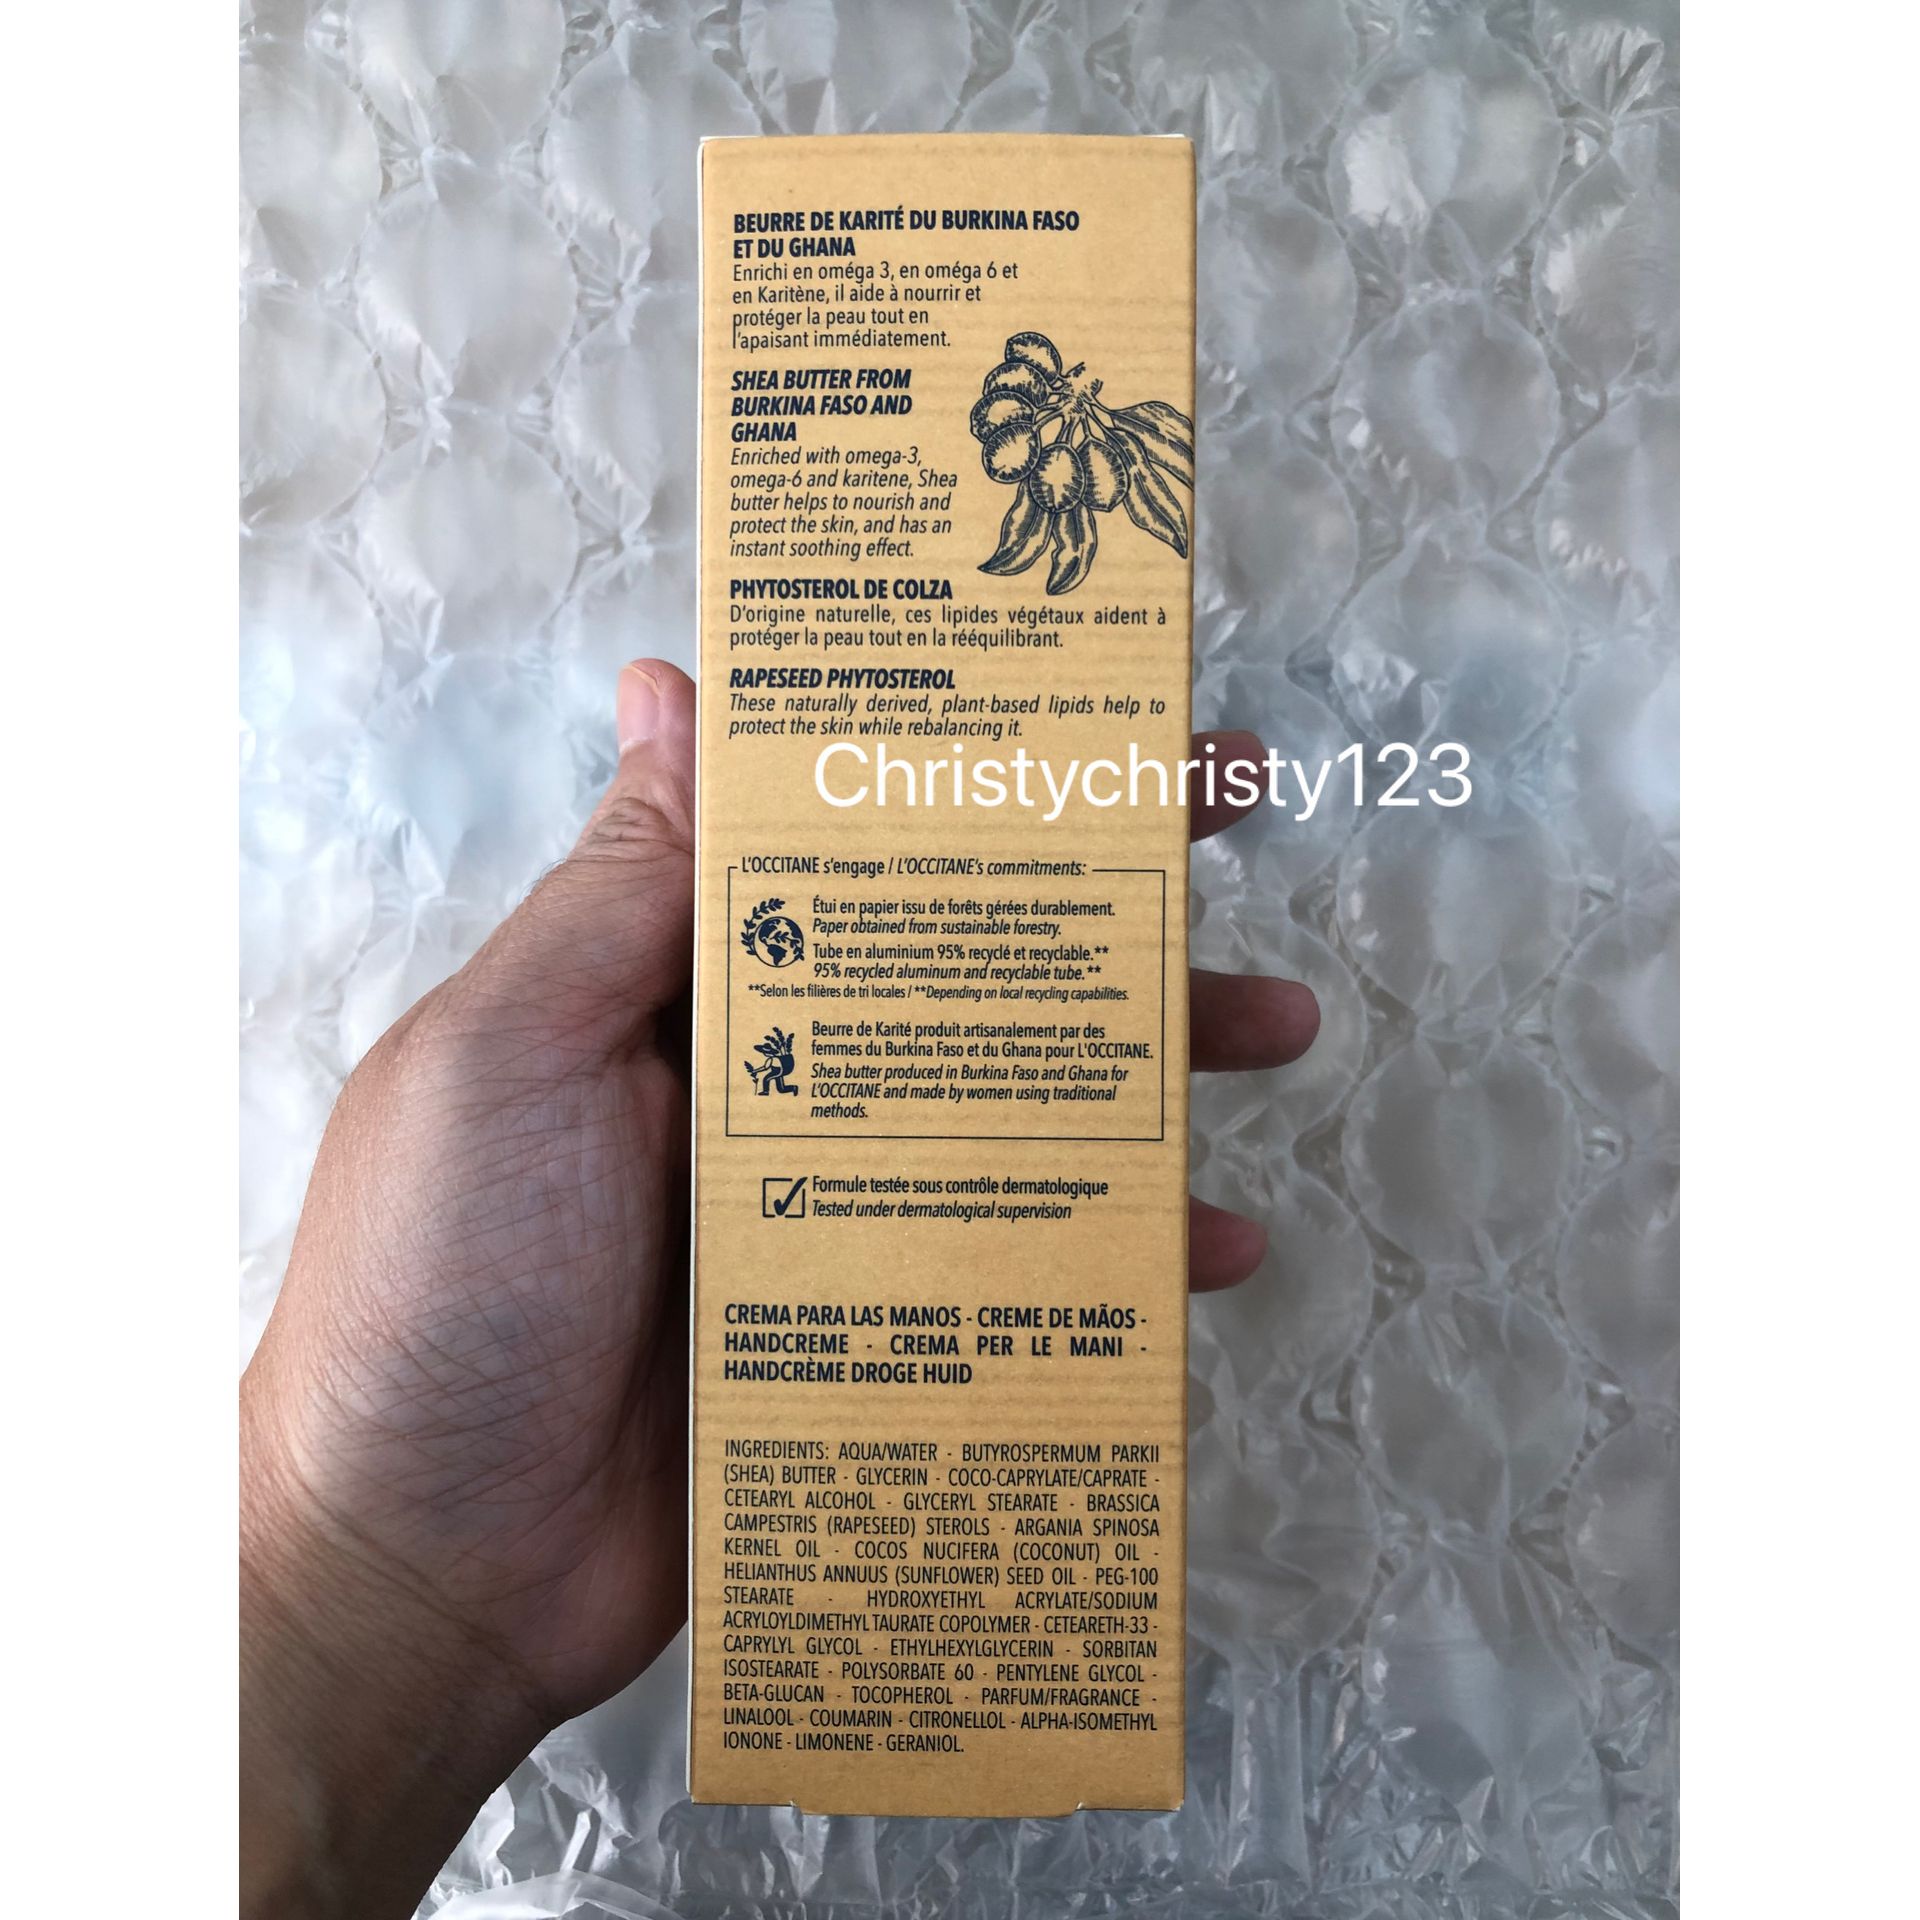 BEURRE DE KARITÉ DU BURKINA FASO
ET DU GHANA
Enrichi en oméga 3, en oméga 6 et
en Karitène, il aide à nourrir et
protéger la peau tout en
l'apaisant immédiatement.
SHEA BUTTER FROM
BURKINA FASO AND
GHANA
Enriched with omega-3,
omega-6 and karitene, Shea
butter helps to nourish and
protect the skin, and has an
instant soothing effect.
PHYTOSTEROL DE COLZA
D'origine naturelle, ces lipides végétaux aident à
protéger la peau tout en la rééquilibrant.
RAPESEED PHYTOSTEROL
These naturally derived, plant-based lipids help to
protect the skin while rebalancing it.
Christychristy123
L'OCCITANE s'engage / L'OCCITANE's commitments:
Étui en papier issu de forêts gérées durablement.
Paper obtained from sustainable forestry.
Tube en aluminium 95% recyclé et recyclable.**
95% recycled aluminum and recyclable tube.**
**Selon les filières de tri locales / **Depending on local recycling capabilities.
Beurre de Karité produit artisanalement par des
femmes du Burkina Faso et du Ghana pour L'OCCITANE.
Shea butter produced in Burkina Faso and Ghana for
L'OCCITANE and made by women using traditional
methods.
Formule testée sous contrôle dermatologique
Tested under dermatological supervision
CREMA PARA LAS MANOS - CREME DE MÃOS -
HANDCREME - CREMA PER LE MANI -
HANDCRÈME DROGE HUID
INGREDIENTS: AQUA/WATER - BUTYROSPERMUM PARKII
(SHEA) BUTTER - GLYCERIN - COCO-CAPRYLATE/CAPRATE -
CETEARYL ALCOHOL - GLYCERYL STEARATE - BRASSICA
CAMPESTRIS (RAPESEED) STEROLS - ARGANIA SPINOSA
KERNEL OIL - COCOS NUCIFERA (COCONUT) OIL -
HELIANTHUS ANNUUS (SUNFLOWER) SEED OIL - PEG-100
STEARATE - HYDROXYETHYL ACRYLATE/SODIUM
ACRYLOYLDIMETHYL TAURATE COPOLYMER - CETEARETH-33 -
CAPRYLYL GLYCOL - ETHYLHEXYLGLYCERIN - SORBITAN
ISOSTEARATE - POLYSORBATE 60 - PENTYLENE GLYCOL -
BETA-GLUCAN - TOCOPHEROL - PARFUM/FRAGRANCE -
LINALOOL - COUMARIN - CITRONELLOL - ALPHA-ISOMETHYL
IONONE - LIMONENE - GERANIOL.